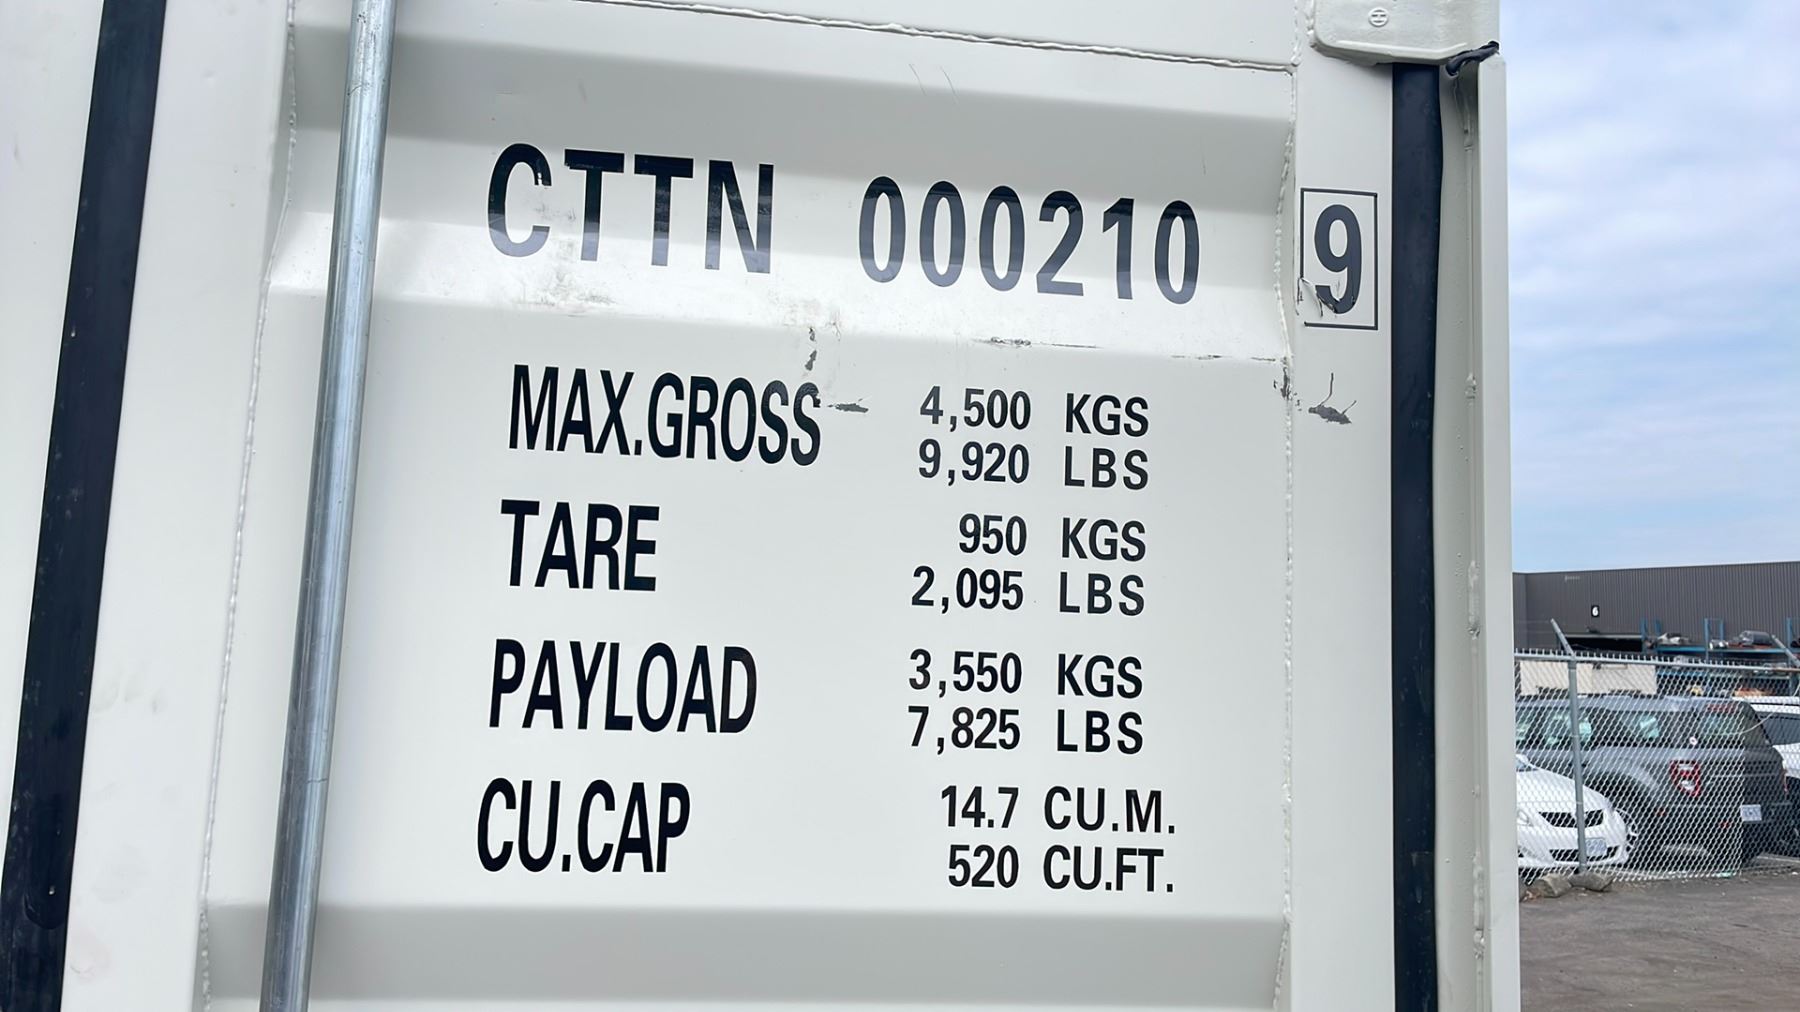 CTTN 000210 9
MAX.GROSS 4,500 KGS
9,920 LBS
TARE 950 KGS
2,095 LBS
PAYLOAD 3,550 KGS
7,825 LBS
CU.CAP 14.7 CU.M.
520 CU.FT.
6
H